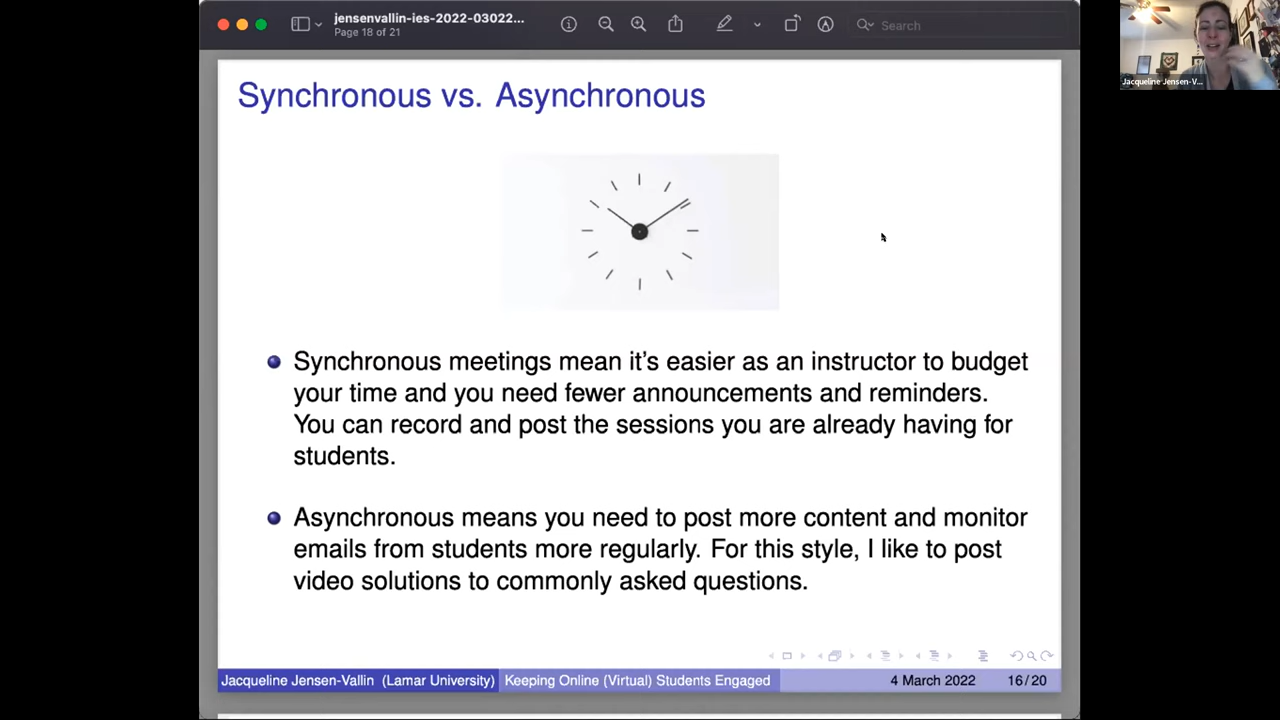 jensenvallin-ies-2022-03022...
Page 18 of 21
Search
Jacqueline Jensen-V...
Synchronous vs. Asynchronous
Synchronous meetings mean it's easier as an instructor to budget
your time and you need fewer announcements and reminders.
You can record and post the sessions you are already having for
students.
Asynchronous means you need to post more content and monitor
emails from students more regularly. For this style, I like to post
video solutions to commonly asked questions.
Jacqueline Jensen-Vallin (Lamar University) Keeping Online (Virtual) Students Engaged 4 March 2022 16/20